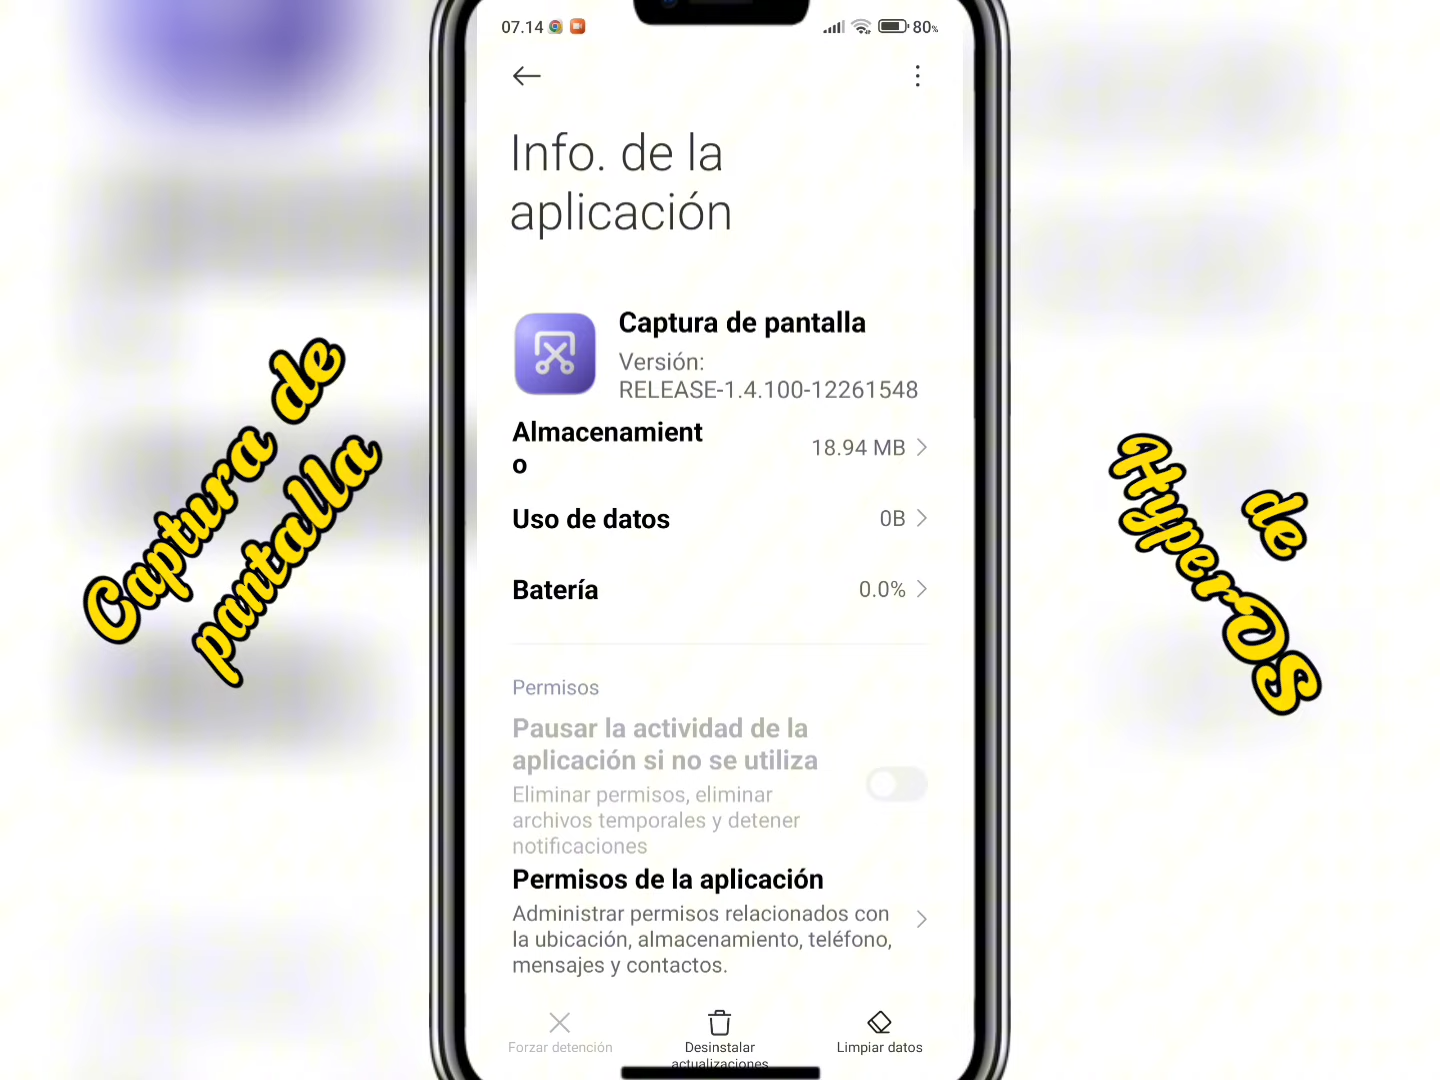 07.14
80%
Info. de la
aplicación
Captura de pantalla
Versión:
RELEASE-1.4.100-12261548
Almacenamient
o
18.94 MB
Uso de datos
0B
Batería
0.0%
Permisos
Pausar la actividad de la
aplicación si no se utiliza
Eliminar permisos, eliminar
archivos temporales y detener
notificaciones
Permisos de la aplicación
Administrar permisos relacionados con
la ubicación, almacenamiento, teléfono,
mensajes y contactos.
Forzar detención
Desinstalar
actualizaciones
Limpiar datos
Captura de
pantalla
de
HyperOS